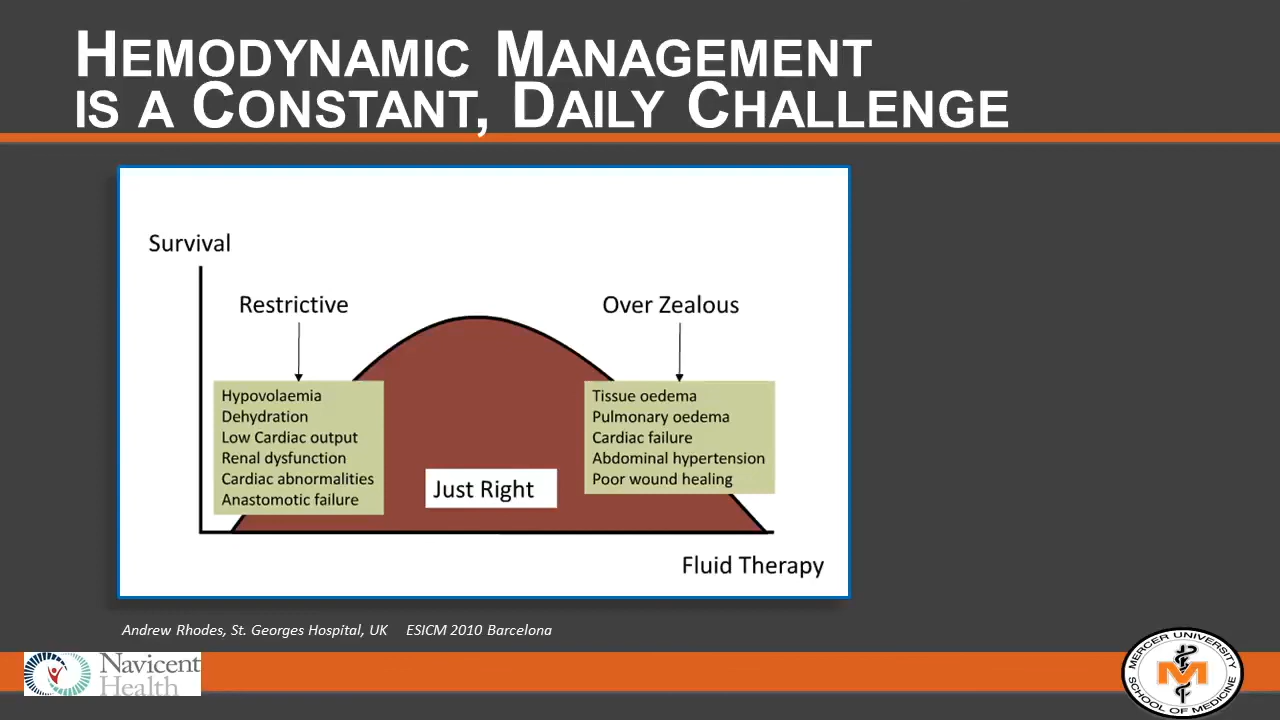 HEMODYNAMIC MANAGEMENT
IS A CONSTANT, DAILY CHALLENGE
Survival
Restrictive
Over Zealous
Hypovolaemia
Dehydration
Low Cardiac output
Renal dysfunction
Cardiac abnormalities
Anastomotic failure
Tissue oedema
Pulmonary oedema
Cardiac failure
Abdominal hypertension
Poor wound healing
Just Right
Fluid Therapy
Andrew Rhodes, St. Georges Hospital, UK ESICM 2010 Barcelona
Navicent
Health
MERCER UNIVERSITY
M
SCHOOL OF MEDICINE